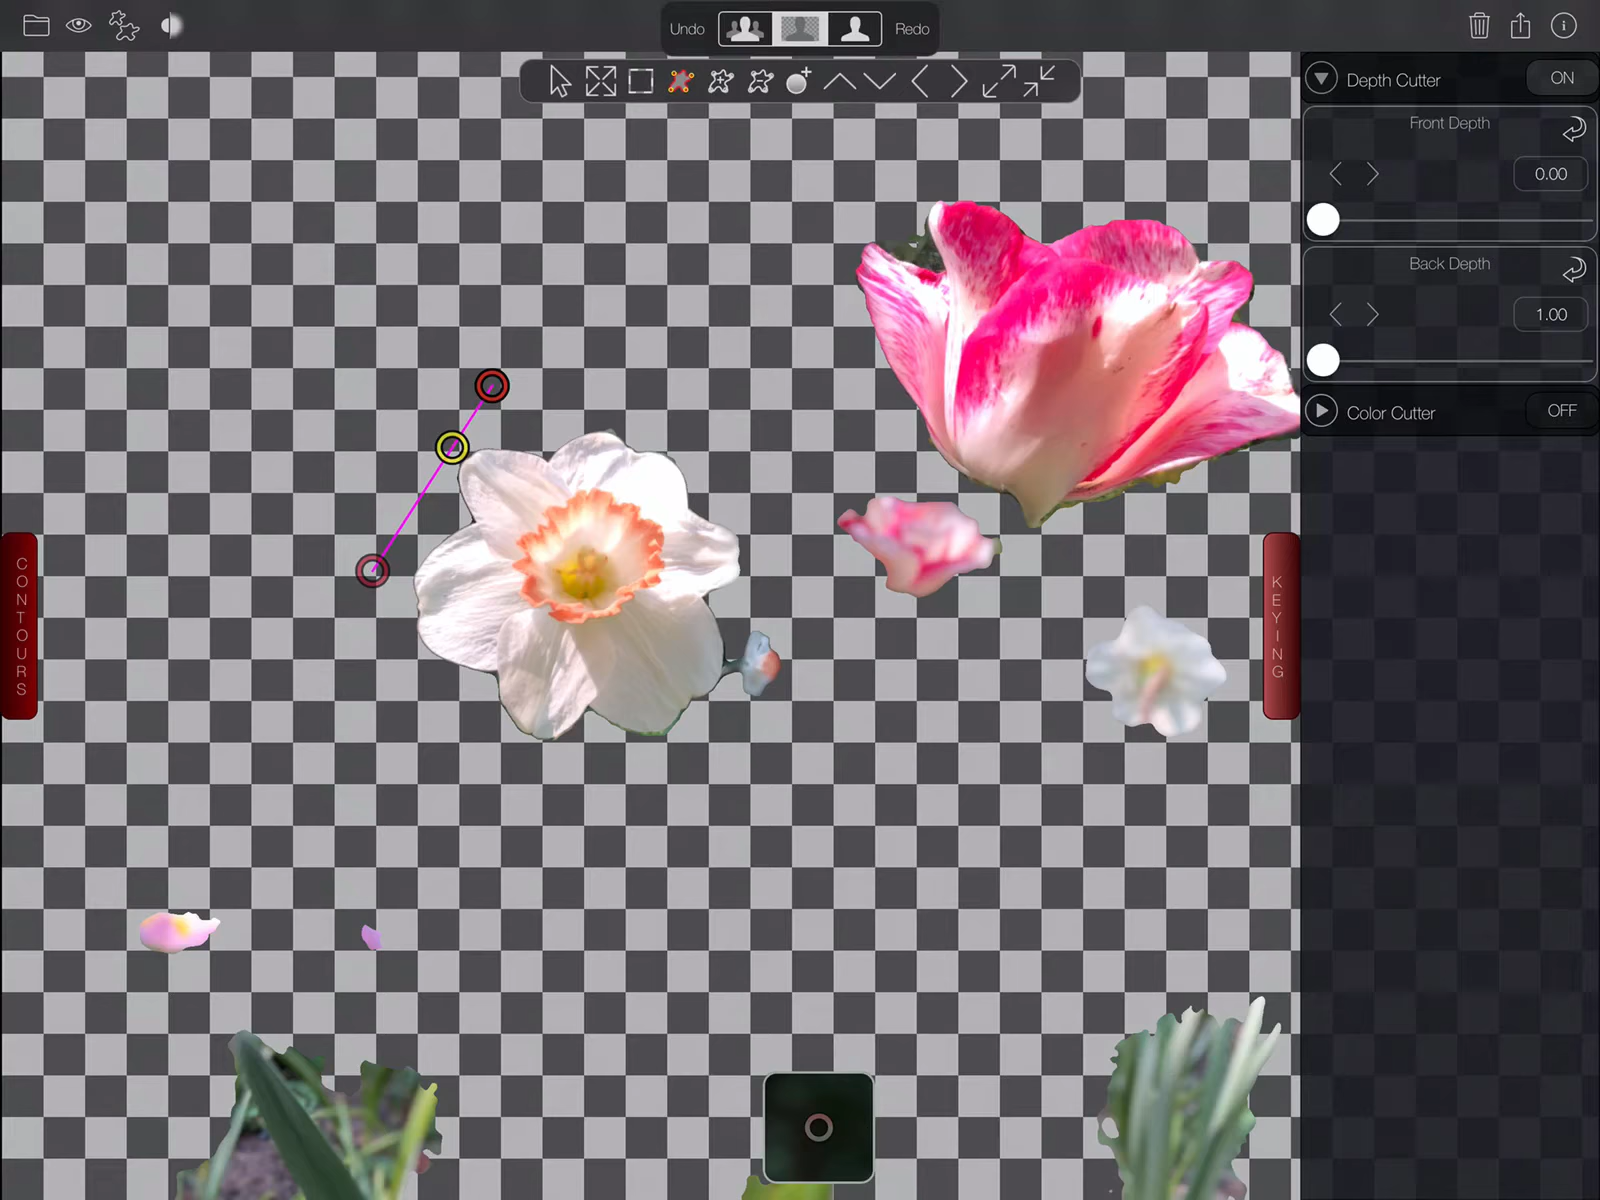 Undo
Redo
Depth Cutter
ON
Front Depth
0.00
Back Depth
1.00
Color Cutter
OFF
CONTOURS
KEYING